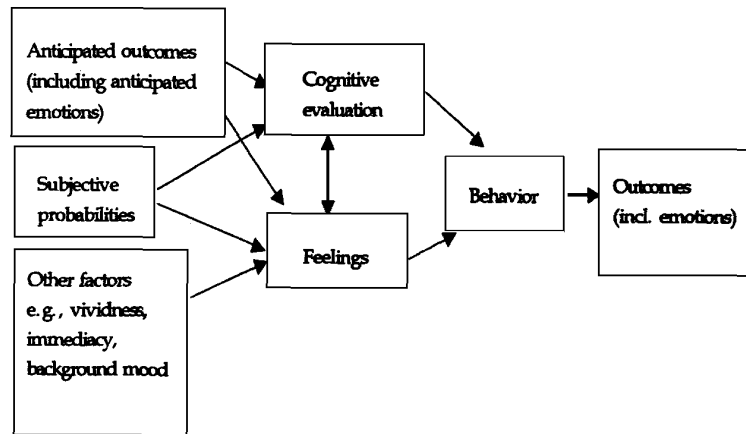 Anticipated outcomes
(including anticipated
emotions)
Cognitive
evaluation
Subjective
probabilities
Behavior
Outcomes
(incl. emotions)
Feelings
Other factors
e.g., vividness,
immediacy,
background mood